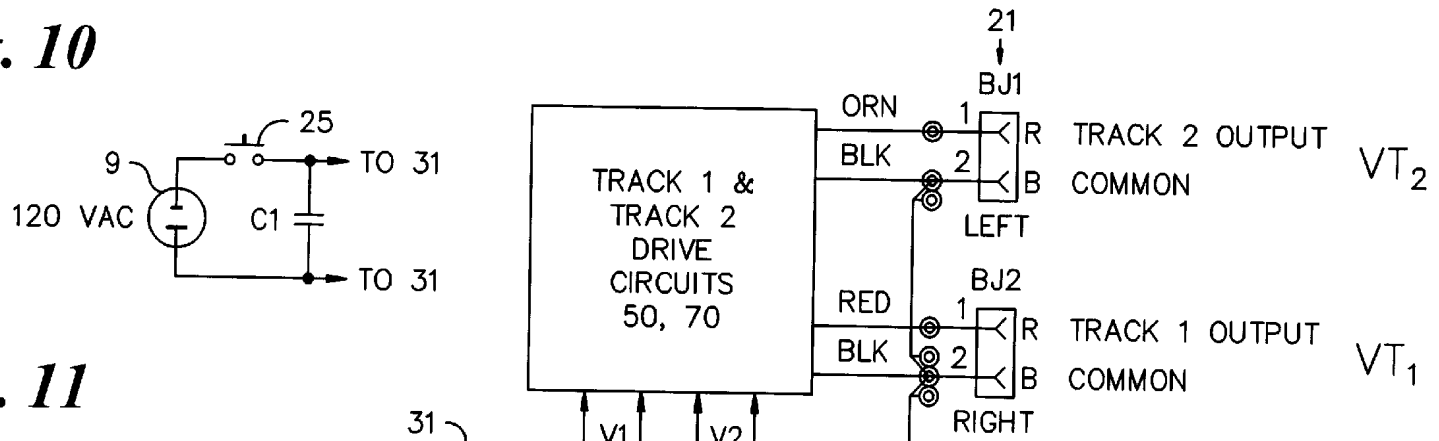 . 10
25
9
TO 31
120 VAC
C1
TO 31
. 11
31
TRACK 1 &
TRACK 2
DRIVE
CIRCUITS
50, 70
V1
V2
21
BJ1
ORN
1
R
TRACK 2 OUTPUT
BLK
2
B
COMMON
VT2
LEFT
BJ2
RED
1
R
TRACK 1 OUTPUT
BLK
2
B
COMMON
VT1
RIGHT